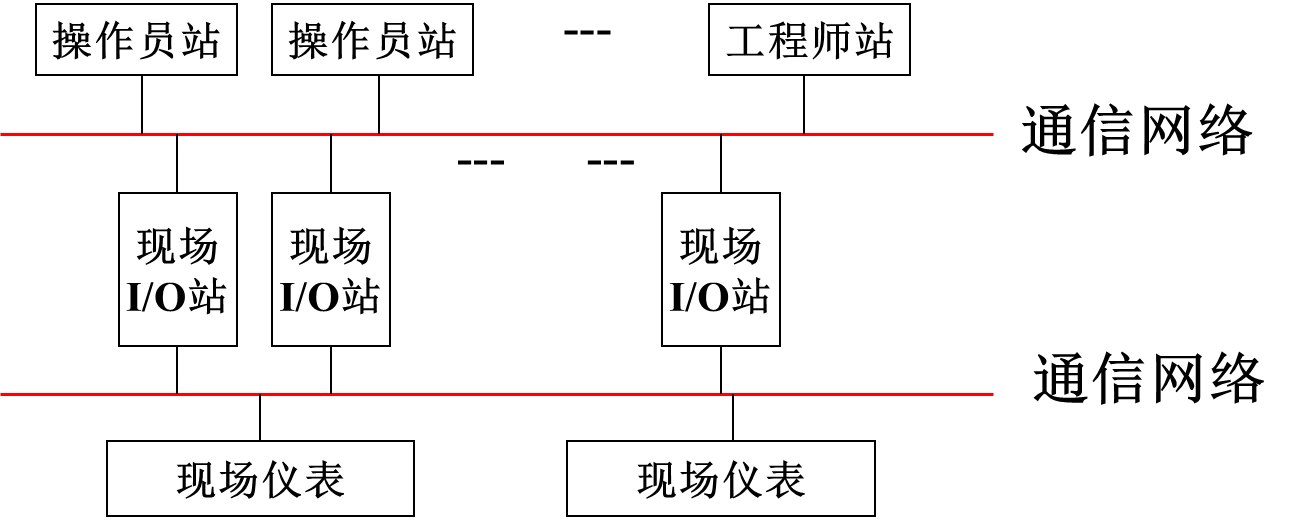 操作员站
操作员站
---
工程师站
通信网络
--- ---
现场
I/O站
现场
I/O站
现场
I/O站
通信网络
现场仪表
现场仪表